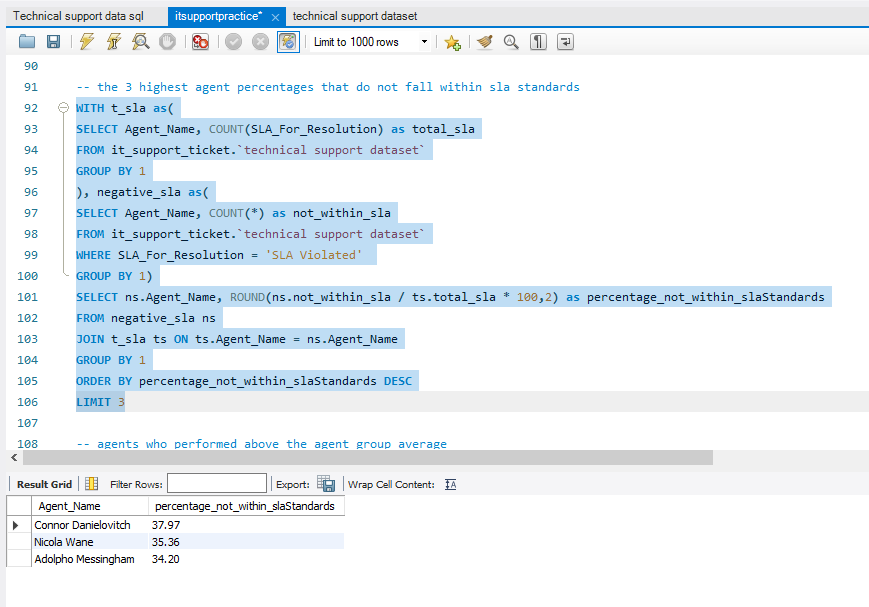 Technical support data sql itsupportpractice* × technical support dataset
Limit to 1000 rows
90
91 -- the 3 highest agent percentages that do not fall within sla standards
92 WITH t_sla as(
93 SELECT Agent_Name, COUNT(SLA_For_Resolution) as total_sla
94 FROM it_support_ticket.`technical support dataset`
95 GROUP BY 1
96 ), negative_sla as(
97 SELECT Agent_Name, COUNT(*) as not_within_sla
98 FROM it_support_ticket.`technical support dataset`
99 WHERE SLA_For_Resolution = 'SLA Violated'
100 GROUP BY 1)
101 SELECT ns.Agent_Name, ROUND(ns.not_within_sla / ts.total_sla * 100,2) as percentage_not_within_slaStandards
102 FROM negative_sla ns
103 JOIN t_sla ts ON ts.Agent_Name = ns.Agent_Name
104 GROUP BY 1
105 ORDER BY percentage_not_within_slaStandards DESC
106 LIMIT 3
107
108 -- agents who performed above the agent group average
Result Grid Filter Rows: Export: Wrap Cell Content: IA
Agent_Name percentage_not_within_slaStandards
Connor Danielovitch 37.97
Nicola Wane 35.36
Adolpho Messingham 34.20